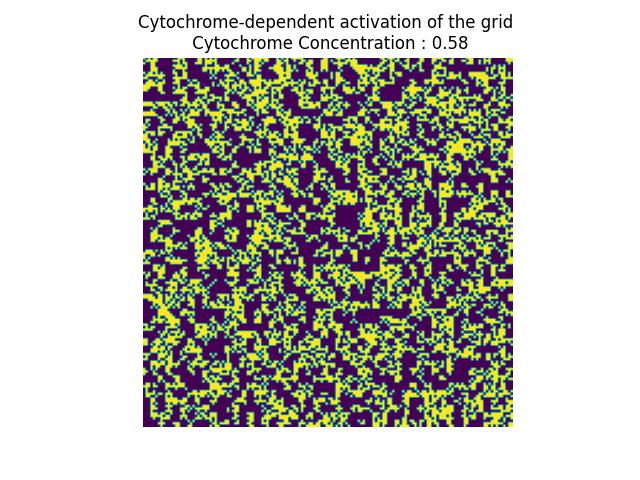 Cytochrome-dependent activation of the grid
Cytochrome Concentration : 0.58